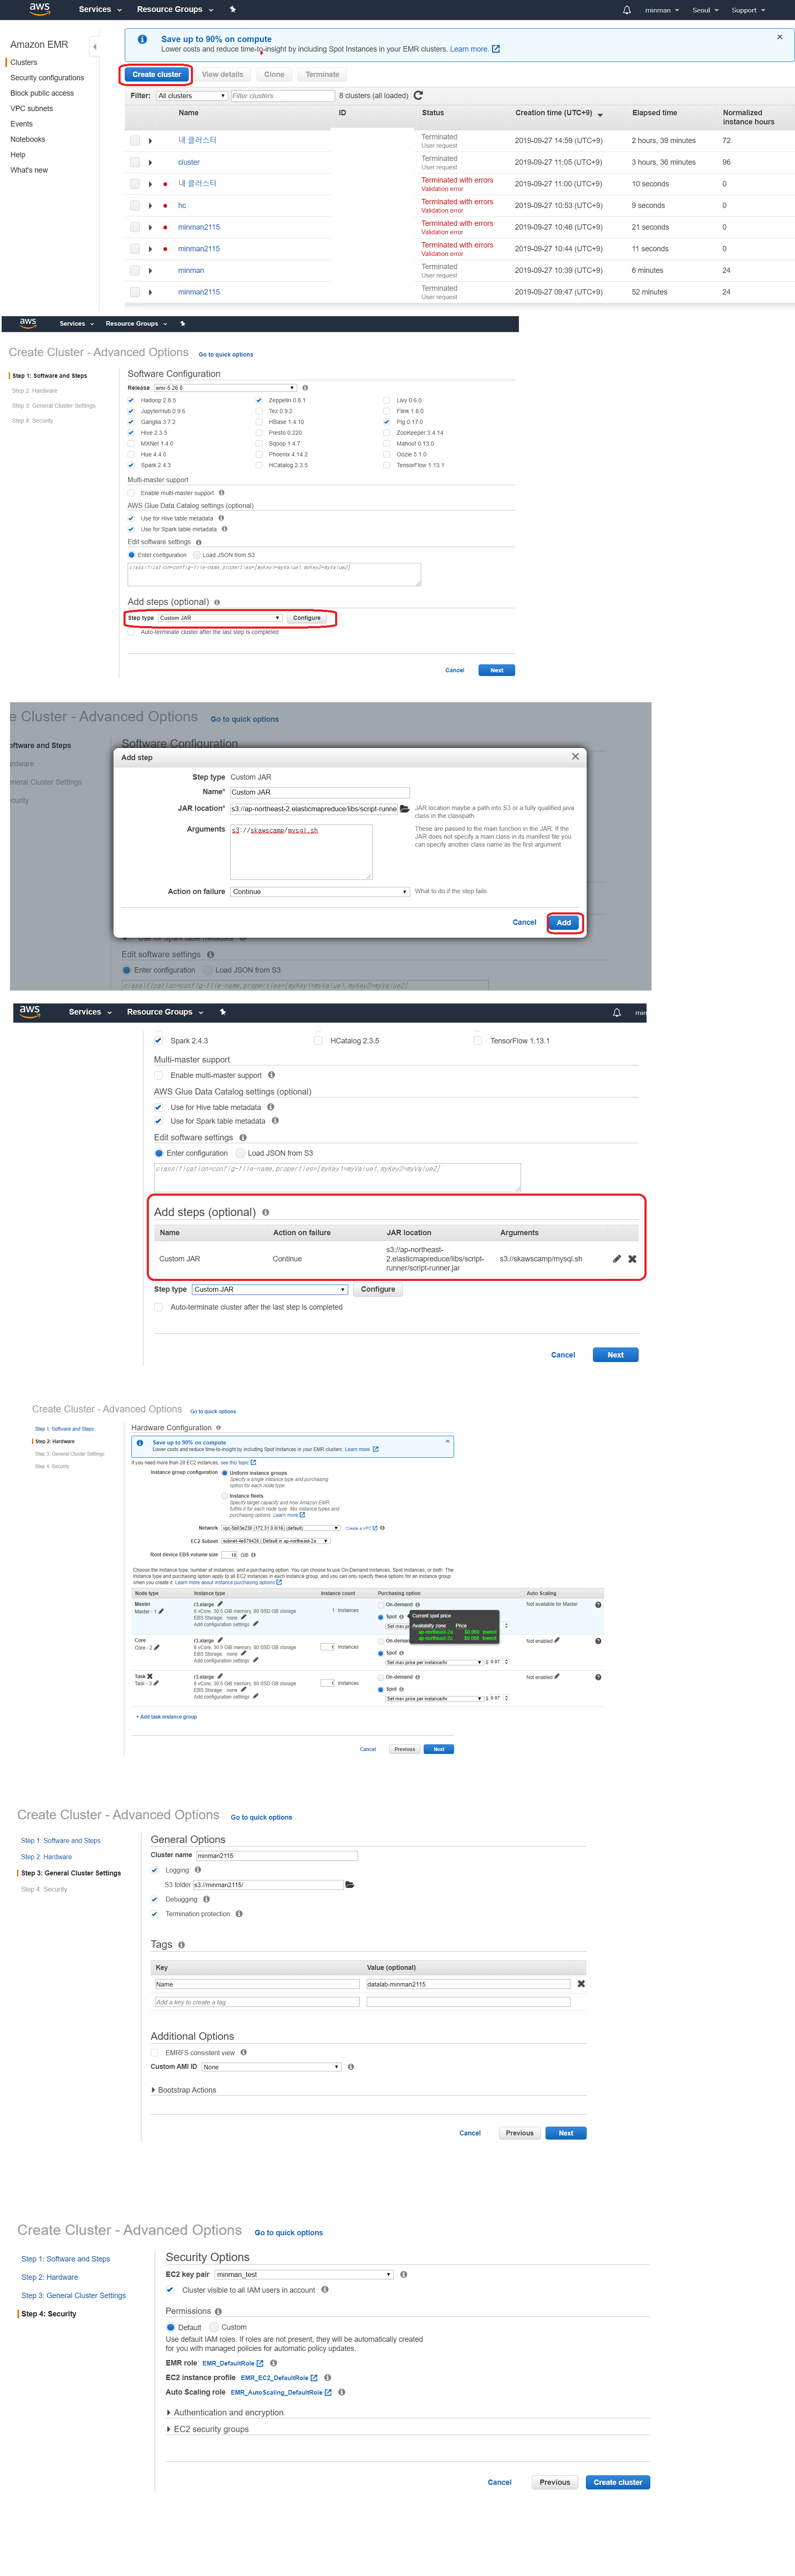 aws Services Resource Groups minman Seoul Support
Amazon EMR
Clusters
Security configurations
Block public access
VPC subnets
Events
Notebooks
Help
What's new
Save up to 90% on compute
Lower costs and reduce time-to-insight by including Spot Instances in your EMR clusters. Learn more.
Create cluster View details Clone Terminate
Filter: All clusters Filter clusters ... 8 clusters (all loaded)
Name ID Status Creation time (UTC+9) Elapsed time Normalized instance hours
내 클러스터 Terminated User request 2019-09-27 14:59 (UTC+9) 2 hours, 39 minutes 72
cluster Terminated User request 2019-09-27 11:05 (UTC+9) 3 hours, 36 minutes 96
내 클러스터 Terminated with errors Validation error 2019-09-27 11:00 (UTC+9) 10 seconds 0
hc Terminated with errors Validation error 2019-09-27 10:53 (UTC+9) 9 seconds 0
minman2115 Terminated with errors Validation error 2019-09-27 10:46 (UTC+9) 21 seconds 0
minman2115 Terminated with errors Validation error 2019-09-27 10:44 (UTC+9) 11 seconds 0
minman Terminated User request 2019-09-27 10:39 (UTC+9) 6 minutes 24
minman2115 Terminated User request 2019-09-27 09:47 (UTC+9) 52 minutes 24
aws Services Resource Groups
Create Cluster - Advanced Options Go to quick options
Step 1: Software and Steps
Step 2: Hardware
Step 3: General Cluster Settings
Step 4: Security
Software Configuration
Release emr-5.26.0
Hadoop 2.8.5 Zeppelin 0.8.1 Livy 0.6.0
JupyterHub 0.9.6 Tez 0.9.2 Flink 1.8.0
Ganglia 3.7.2 HBase 1.4.10 Pig 0.17.0
Hive 2.3.5 Presto 0.220 ZooKeeper 3.4.14
MXNet 1.4.0 Sqoop 1.4.7 Mahout 0.13.0
Hue 4.4.0 Phoenix 4.14.2 Oozie 5.1.0
Spark 2.4.3 HCatalog 2.3.5 TensorFlow 1.13.1
Multi-master support
Enable multi-master support
AWS Glue Data Catalog settings (optional)
Use for Hive table metadata
Use for Spark table metadata
Edit software settings
Enter configuration Load JSON from S3
classification=config-file-name,properties=[myKey1=myValue1,myKey2=myValue2]
Add steps (optional)
Step type Custom JAR Configure
Auto-terminate cluster after the last step is completed
Cancel Next
e Cluster - Advanced Options Go to quick options
oftware and Steps
ardware
eneral Cluster Settings
ecurity
Software Configuration
Add step
Step type Custom JAR
Name* Custom JAR
JAR location* s3://ap-northeast-2.elasticmapreduce/libs/script-runne JAR location maybe a path into S3 or a fully qualified java class in the classpath.
Arguments s3://skawscamp/mysql.sh These are passed to the main function in the JAR. If the JAR does not specify a main class in its manifest file you can specify another class name as the first argument.
Action on failure Continue What to do if the step fails.
Cancel Add
Use for Spark table metadata
Edit software settings
Enter configuration Load JSON from S3
classification=config-file-name,properties=[myKey1=myValue1,myKey2=myValue2]
aws Services Resource Groups min
Spark 2.4.3 HCatalog 2.3.5 TensorFlow 1.13.1
Multi-master support
Enable multi-master support
AWS Glue Data Catalog settings (optional)
Use for Hive table metadata
Use for Spark table metadata
Edit software settings
Enter configuration Load JSON from S3
classification=config-file-name,properties=[myKey1=myValue1,myKey2=myValue2]
Add steps (optional)
Name Action on failure JAR location Arguments
Custom JAR Continue s3://ap-northeast-2.elasticmapreduce/libs/script-runner/script-runner.jar s3://skawscamp/mysql.sh
Step type Custom JAR Configure
Auto-terminate cluster after the last step is completed
Cancel Next
Create Cluster - Advanced Options Go to quick options
Step 1: Software and Steps
Step 2: Hardware
Step 3: General Cluster Settings
Step 4: Security
Hardware Configuration
Save up to 90% on compute
Lower costs and reduce time-to-insight by including Spot Instances in your EMR clusters. Learn more.
If you need more than 20 EC2 instances, see this topic
Instance group configuration Uniform instance groups
Specify a single instance type and purchasing option for each node type.
Instance fleets
Specify target capacity and how Amazon EMR fulfills it for each node type. Mix instance types and purchasing options. Learn more
Network vpc-5b03e230 (172.31.0.0/16) (default) Create a VPC
EC2 Subnet subnet-4e879426 | Default in ap-northeast-2a
Root device EBS volume size 10 GiB
Choose the instance type, number of instances, and a purchasing option. You can choose to use On-Demand Instances, Spot Instances, or both. The instance type and purchasing option apply to all EC2 instances in each instance group, and you can only specify these options for an instance group when you create it. Learn more about instance purchasing options
Node type Instance type Instance count Purchasing option Auto Scaling
Master r3.xlarge On-demand Not available for Master
Master - 1 8 vCore, 30.5 GiB memory, 80 SSD GB storage 1 Instances Spot
EBS Storage: none
Add configuration settings
Current spot price
Availability zone Price
ap-northeast-2a $0.069 lowest
Core r3.xlarge On-demand Not enabled
Core - 2 8 vCore, 30.5 GiB memory, 80 SSD GB storage 1 Instances Spot
EBS Storage: none
Add configuration settings Set max price per instance/hr $ 0.07
Task r3.xlarge On-demand Not enabled
Task - 3 8 vCore, 30.5 GiB memory, 80 SSD GB storage 1 Instances Spot
EBS Storage: none
Add configuration settings Set max price per instance/hr $ 0.07
+ Add task instance group
Cancel Previous Next
Create Cluster - Advanced Options Go to quick options
Step 1: Software and Steps
Step 2: Hardware
Step 3: General Cluster Settings
Step 4: Security
General Options
Cluster name minman2115
Logging
S3 folder s3://minman2115/
Debugging
Termination protection
Tags
Key Value (optional)
Name datalab-minman2115
Add a key to create a tag
Additional Options
EMRFS consistent view
Custom AMI ID None
Bootstrap Actions
Cancel Previous Next
Create Cluster - Advanced Options Go to quick options
Step 1: Software and Steps
Step 2: Hardware
Step 3: General Cluster Settings
Step 4: Security
Security Options
EC2 key pair minman_test
Cluster visible to all IAM users in account
Permissions
Default Custom
Use default IAM roles. If roles are not present, they will be automatically created for you with managed policies for automatic policy updates.
EMR role EMR_DefaultRole
EC2 instance profile EMR_EC2_DefaultRole
Auto Scaling role EMR_AutoScaling_DefaultRole
Authentication and encryption
EC2 security groups
Cancel Previous Create cluster